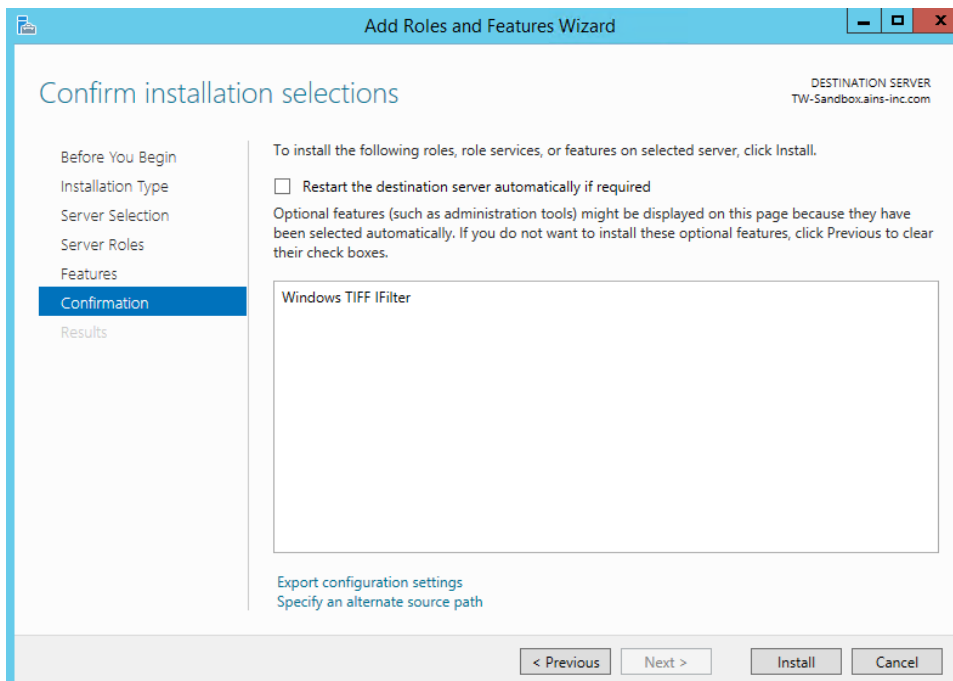 Add Roles and Features Wizard
Confirm installation selections
DESTINATION SERVER
TW-Sandbox.ains-inc.com
Before You Begin
Installation Type
Server Selection
Server Roles
Features
Confirmation
Results
To install the following roles, role services, or features on selected server, click Install.
Restart the destination server automatically if required
Optional features (such as administration tools) might be displayed on this page because they have
been selected automatically. If you do not want to install these optional features, click Previous to clear
their check boxes.
Windows TIFF IFilter
Export configuration settings
Specify an alternate source path
< Previous
Next >
Install
Cancel